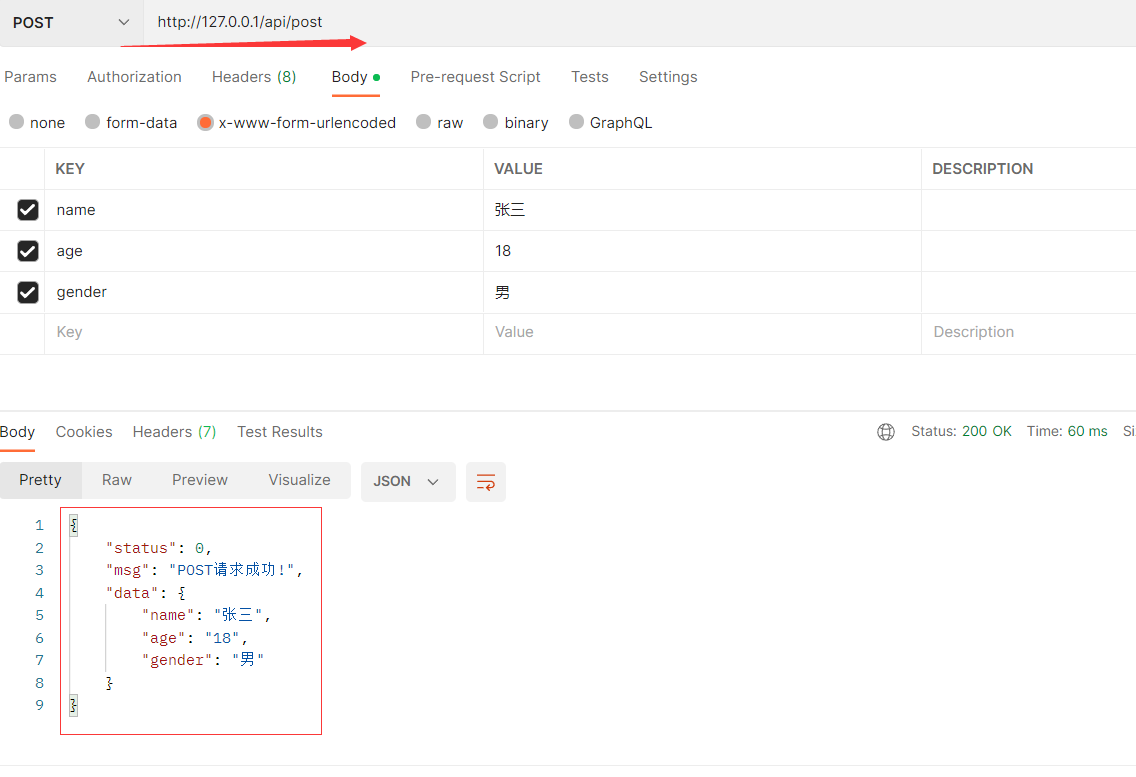 POST http://127.0.0.1/api/post
Params Authorization Headers (8) Body Pre-request Script Tests Settings
none form-data x-www-form-urlencoded raw binary GraphQL
KEY VALUE DESCRIPTION
name 张三
age 18
gender 男
Key Value Description
Body Cookies Headers (7) Test Results Status: 200 OK Time: 60 ms Si
Pretty Raw Preview Visualize JSON
1 {
2 "status": 0,
3 "msg": "POST请求成功!",
4 "data": {
5 "name": "张三",
6 "age": "18",
7 "gender": "男"
8 }
9 }